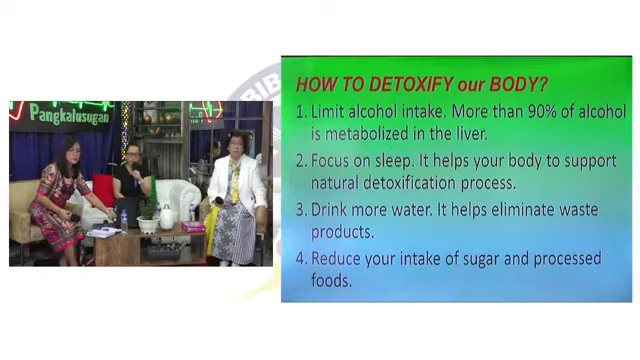 Pangkalusugan
HOW TO DETOXIFY our BODY?
1. Limit alcohol intake. More than 90% of alcohol
is metabolized in the liver.
2. Focus on sleep. It helps your body to support
natural detoxification process.
3. Drink more water. It helps eliminate waste
products.
4. Reduce your intake of sugar and processed
foods.